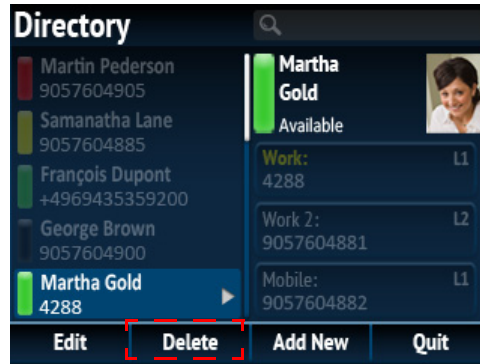 Directory
Martin Pederson
9057604905
Samanatha Lane
9057604885
François Dupont
+4969435359200
George Brown
9057604900
Martha Gold
4288
Martha
Gold
Available
Work: L1
4288
Work 2: L2
9057604881
Mobile: L1
9057604882
Edit Delete Add New Quit